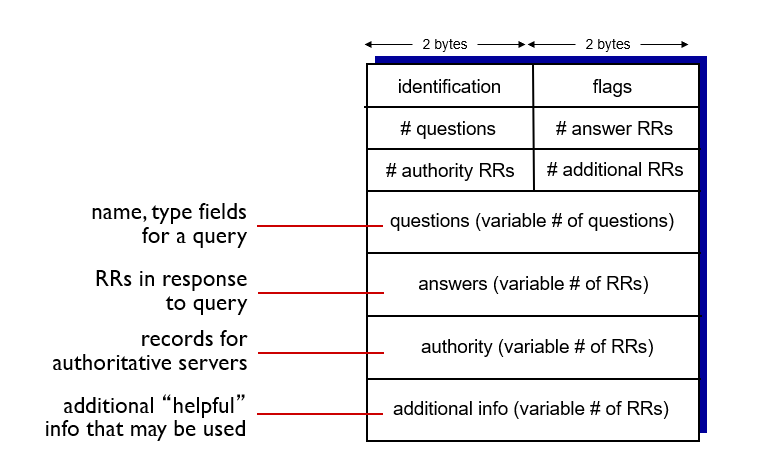 2 bytes 2 bytes
identification flags
# questions # answer RRs
# authority RRs # additional RRs
name, type fields
for a query
questions (variable # of questions)
RRs in response
to query
answers (variable # of RRs)
records for
authoritative servers
authority (variable # of RRs)
additional “helpful”
info that may be used
additional info (variable # of RRs)